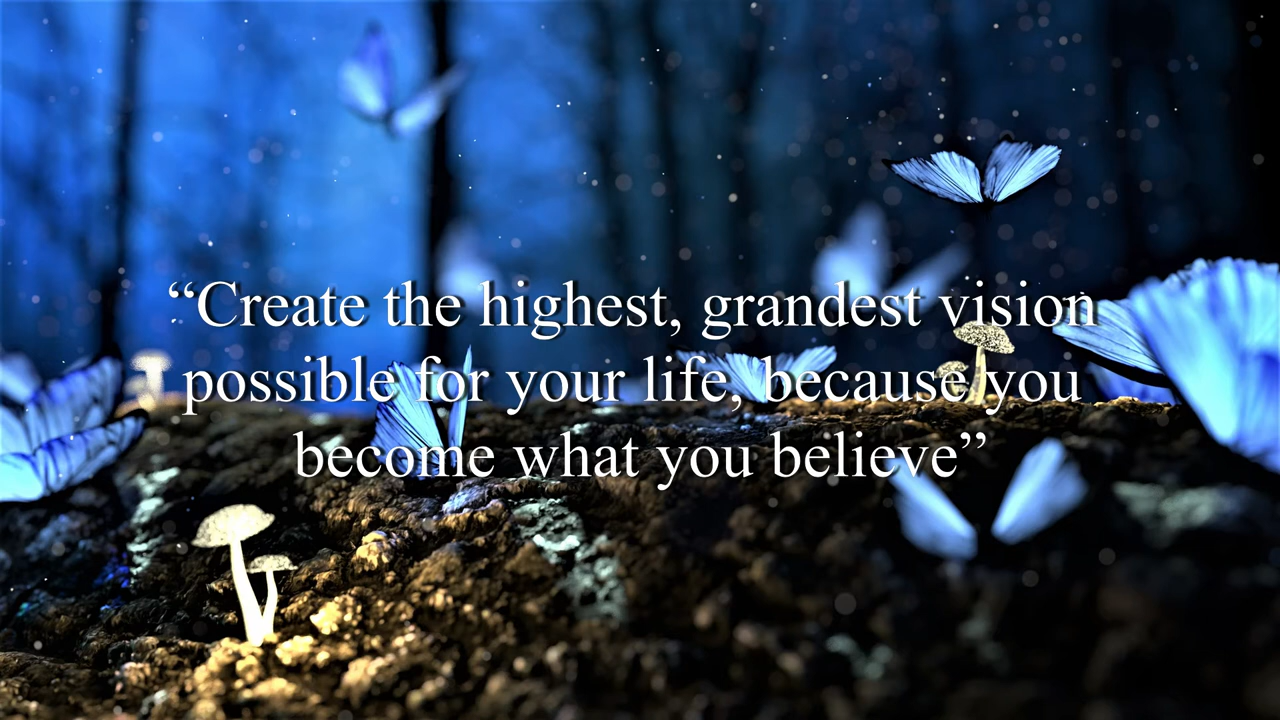 “Create the highest, grandest vision
possible for your life, because you
become what you believe”